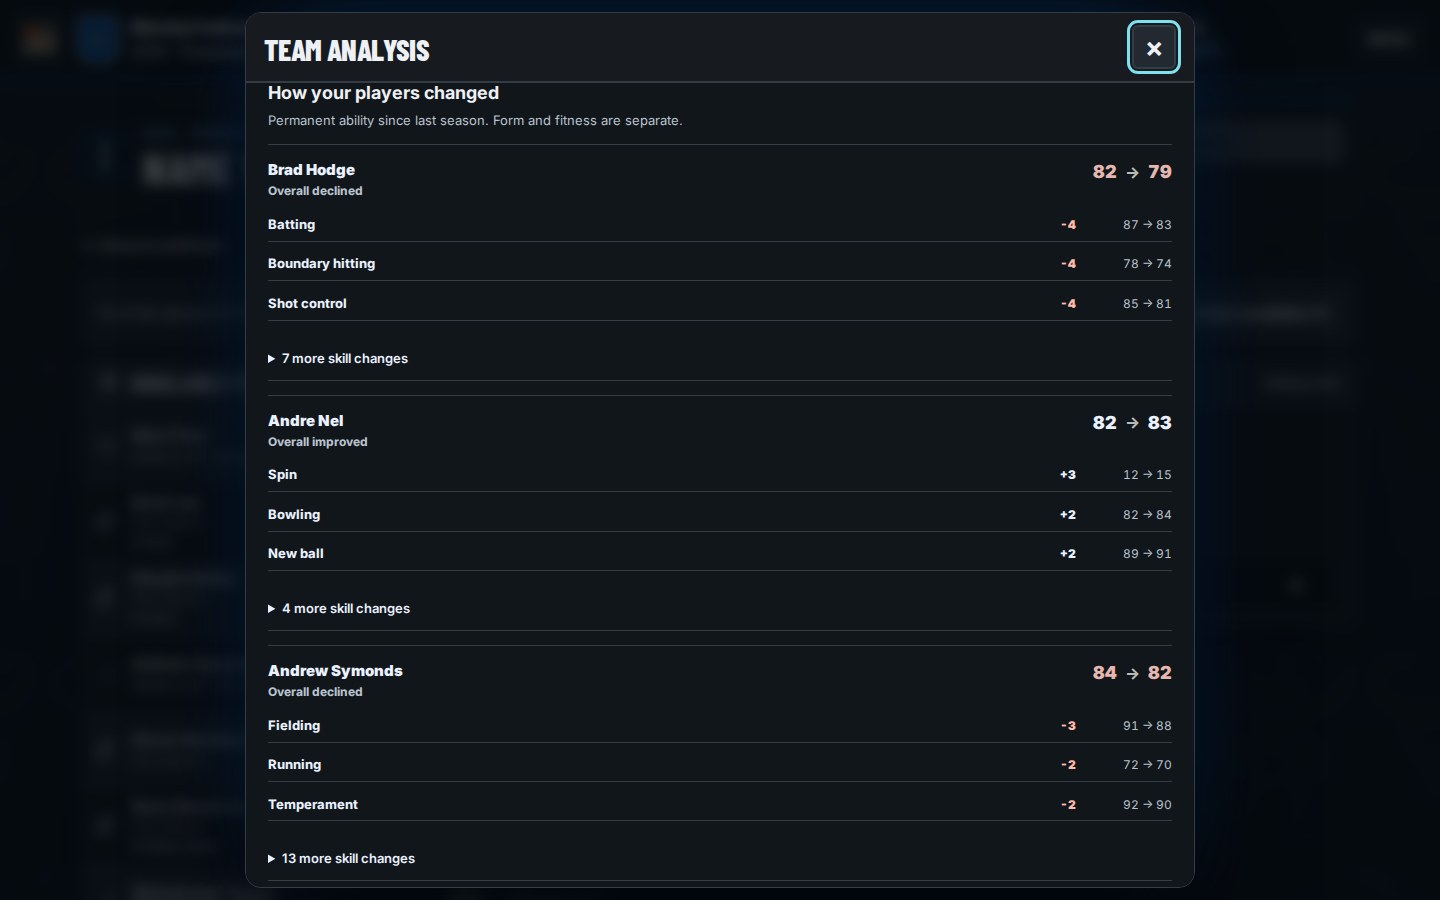 TEAM ANALYSIS
How your players changed
Permanent ability since last season. Form and fitness are separate.
Brad Hodge 82 → 79
Overall declined
Batting -4 87 → 83
Boundary hitting -4 78 → 74
Shot control -4 85 → 81
▶ 7 more skill changes
Andre Nel 82 → 83
Overall improved
Spin +3 12 → 15
Bowling +2 82 → 84
New ball +2 89 → 91
▶ 4 more skill changes
Andrew Symonds 84 → 82
Overall declined
Fielding -3 91 → 88
Running -2 72 → 70
Temperament -2 92 → 90
▶ 13 more skill changes